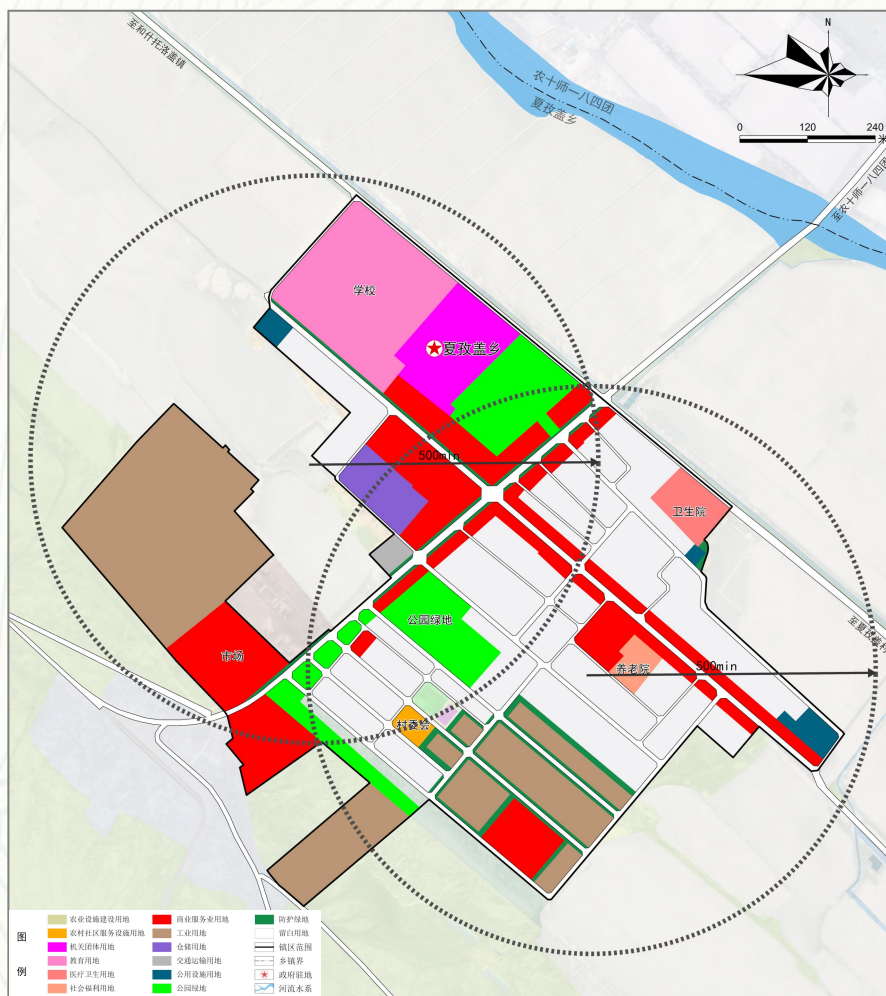 至和什托洛盖镇
N
农十师一八四团
夏孜盖乡
0 120 240
米
至农十师一八四团
学校
夏孜盖乡
500min
卫生院
公园绿地
市场
养老院
500min
村委会
图例
农业设施建设用地
农村社区服务设施用地
机关团体用地
教育用地
医疗卫生用地
社会福利用地
商业服务业用地
工业用地
仓储用地
交通运输用地
公用设施用地
公园绿地
防护绿地
留白用地
镇区范围
乡镇界
政府驻地
河流水系